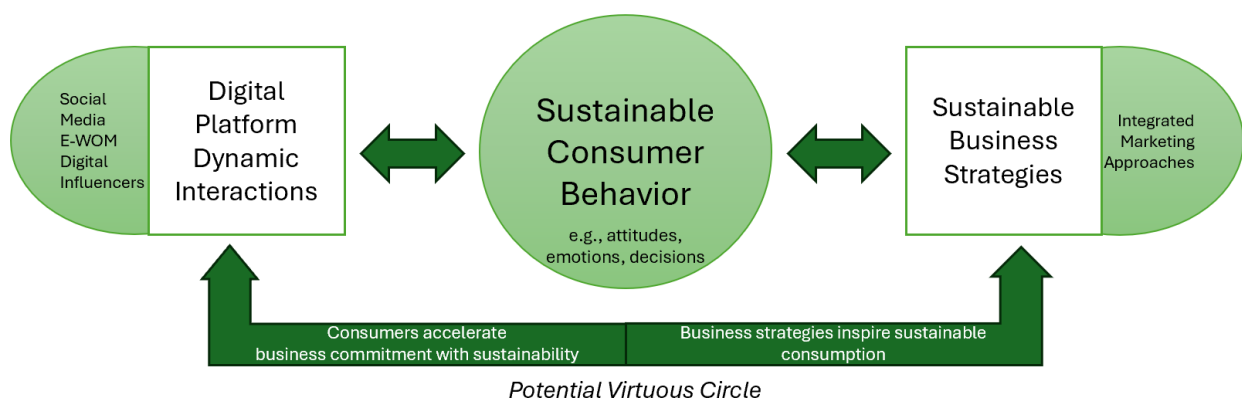 Social
Media
E-WOM
Digital
Influencers
Digital
Platform
Dynamic
Interactions
Sustainable
Consumer
Behavior
e.g., attitudes,
emotions, decisions
Sustainable
Business
Strategies
Integrated
Marketing
Approaches
Consumers accelerate
business commitment with sustainability
Business strategies inspire sustainable
consumption
Potential Virtuous Circle